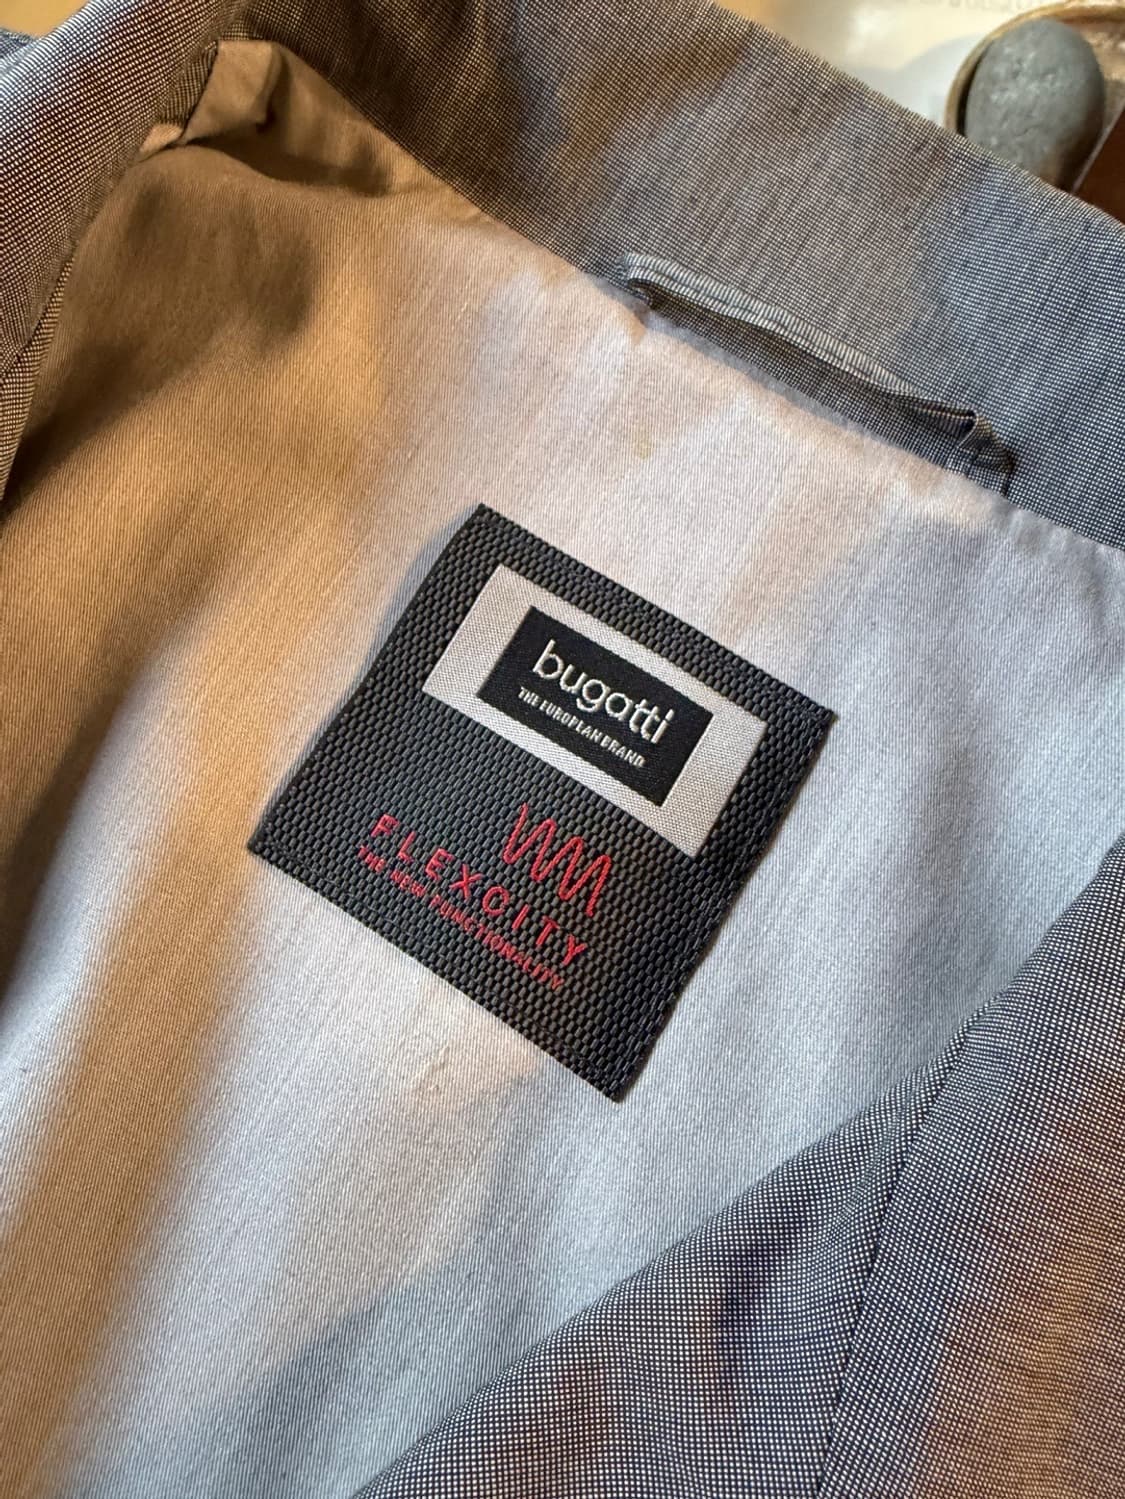 bugatti
THE EUROPEAN BRAND
FLEXCITY
THE NEW FUNCTIONALITY